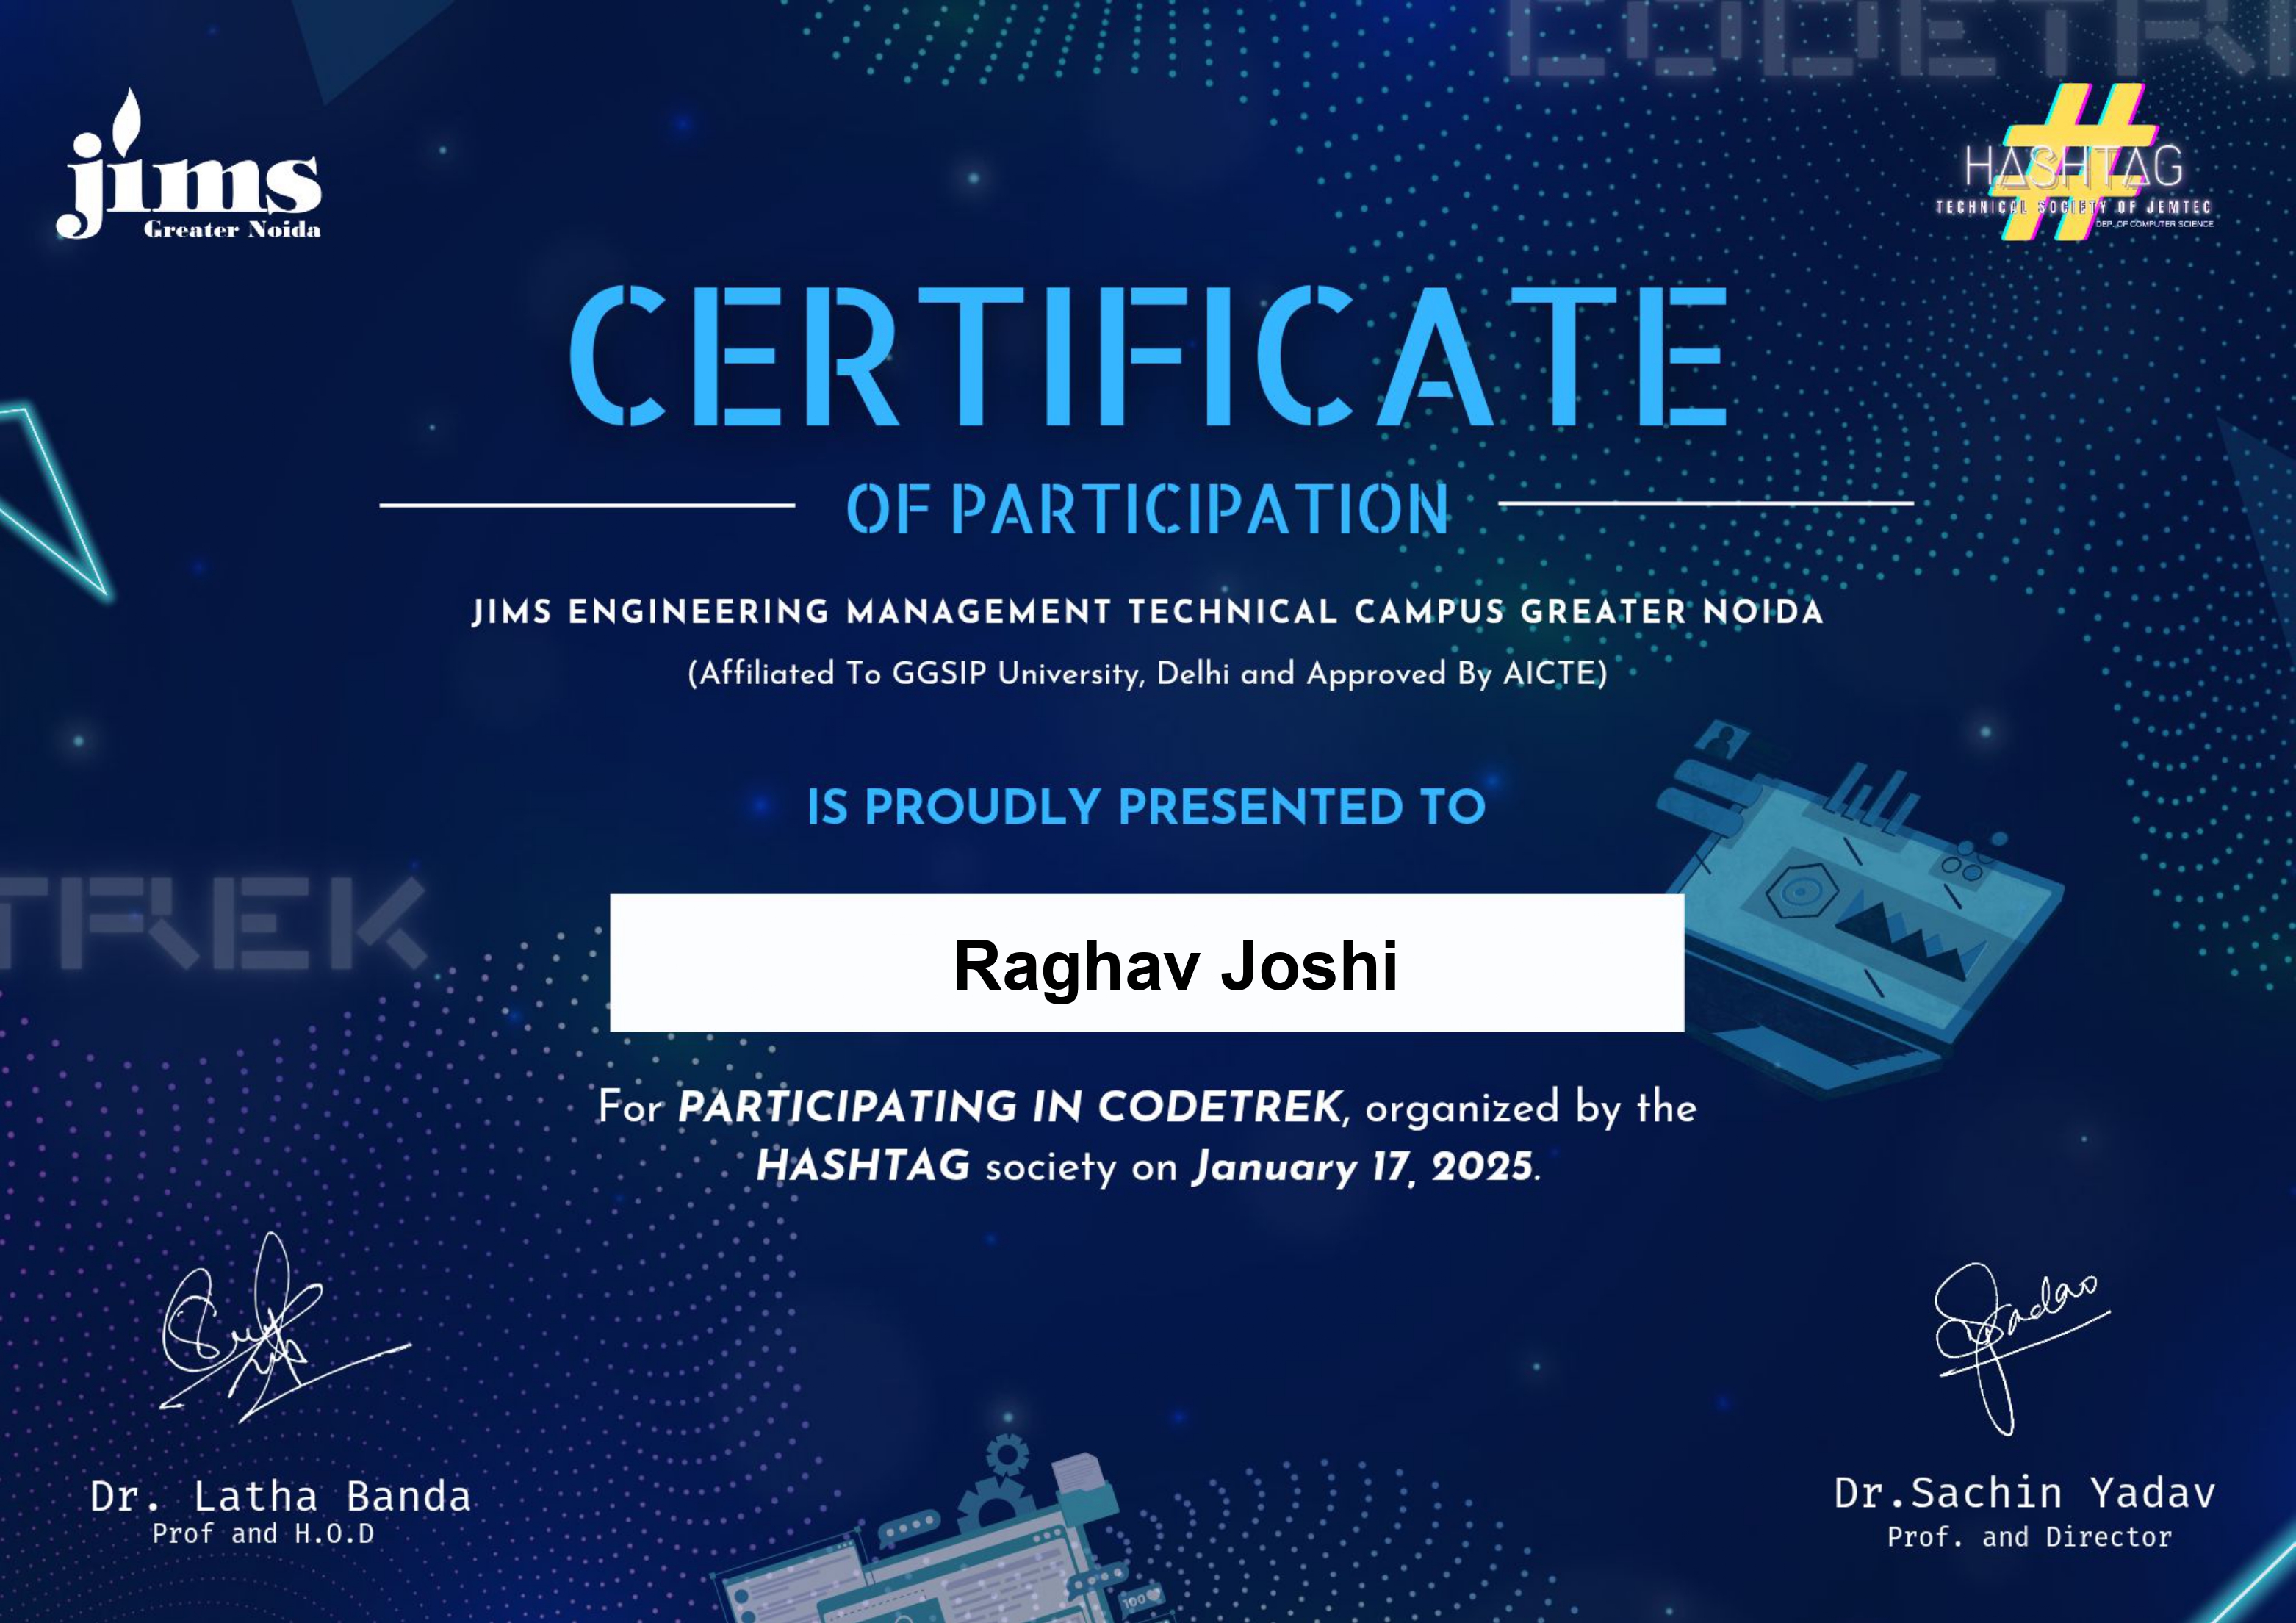 CODETR
jims
Greater Noida
HASHTAG
TECHNICAL SOCIETY OF JEMTEC
DEP. OF COMPUTER SCIENCE
CERTIFICATE
OF PARTICIPATION
JIMS ENGINEERING MANAGEMENT TECHNICAL CAMPUS GREATER NOIDA
(Affiliated To GGSIP University, Delhi and Approved By AICTE)
IS PROUDLY PRESENTED TO
TREK
Raghav Joshi
For PARTICIPATING IN CODETREK, organized by the
HASHTAG society on January 17, 2025.
Dr. Latha Banda
Prof and H.O.D
Dr.Sachin Yadav
Prof. and Director
100